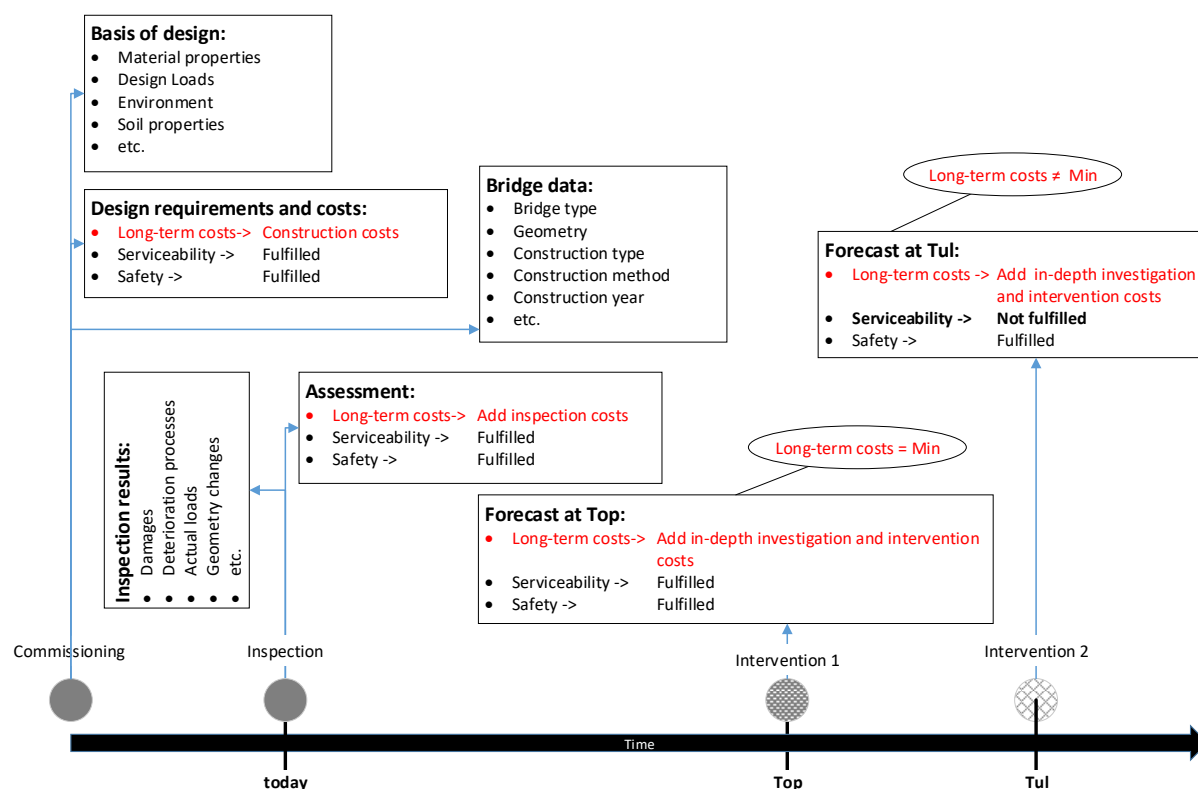 Basis of design:
• Material properties
• Design Loads
• Environment
• Soil properties
• etc.
Design requirements and costs:
• Long-term costs-> Construction costs
• Serviceability -> Fulfilled
• Safety -> Fulfilled
Bridge data:
• Bridge type
• Geometry
• Construction type
• Construction method
• Construction year
• etc.
Long-term costs ≠ Min
Forecast at Tul:
• Long-term costs -> Add in-depth investigation
and intervention costs
• Serviceability -> Not fulfilled
• Safety -> Fulfilled
Inspection results:
• Damages
• Deterioration processes
• Actual loads
• Geometry changes
• etc.
Assessment:
• Long-term costs-> Add inspection costs
• Serviceability -> Fulfilled
• Safety -> Fulfilled
Long-term costs = Min
Forecast at Top:
• Long-term costs-> Add in-depth investigation and intervention
costs
• Serviceability -> Fulfilled
• Safety -> Fulfilled
Commissioning
Inspection
Intervention 1
Intervention 2
Time
today
Top
Tul